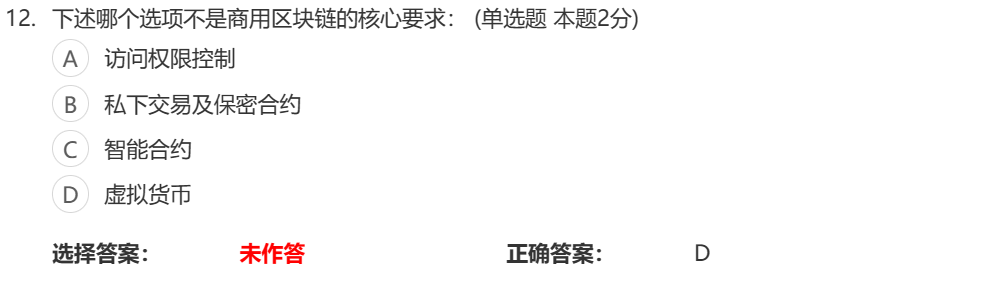 12. 下述哪个选项不是商用区块链的核心要求： (单选题 本题2分)
A 访问权限控制
B 私下交易及保密合约
C 智能合约
D 虚拟货币
选择答案： 未作答 正确答案： D